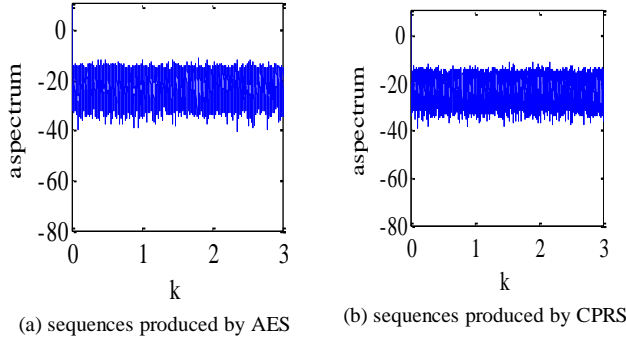 0
-20
-40
-60
-80
aspectrum
0 1 2 3
k
(a) sequences produced by AES
0
-20
-40
-60
-80
aspectrum
0 1 2 3
k
(b) sequences produced by CPRS